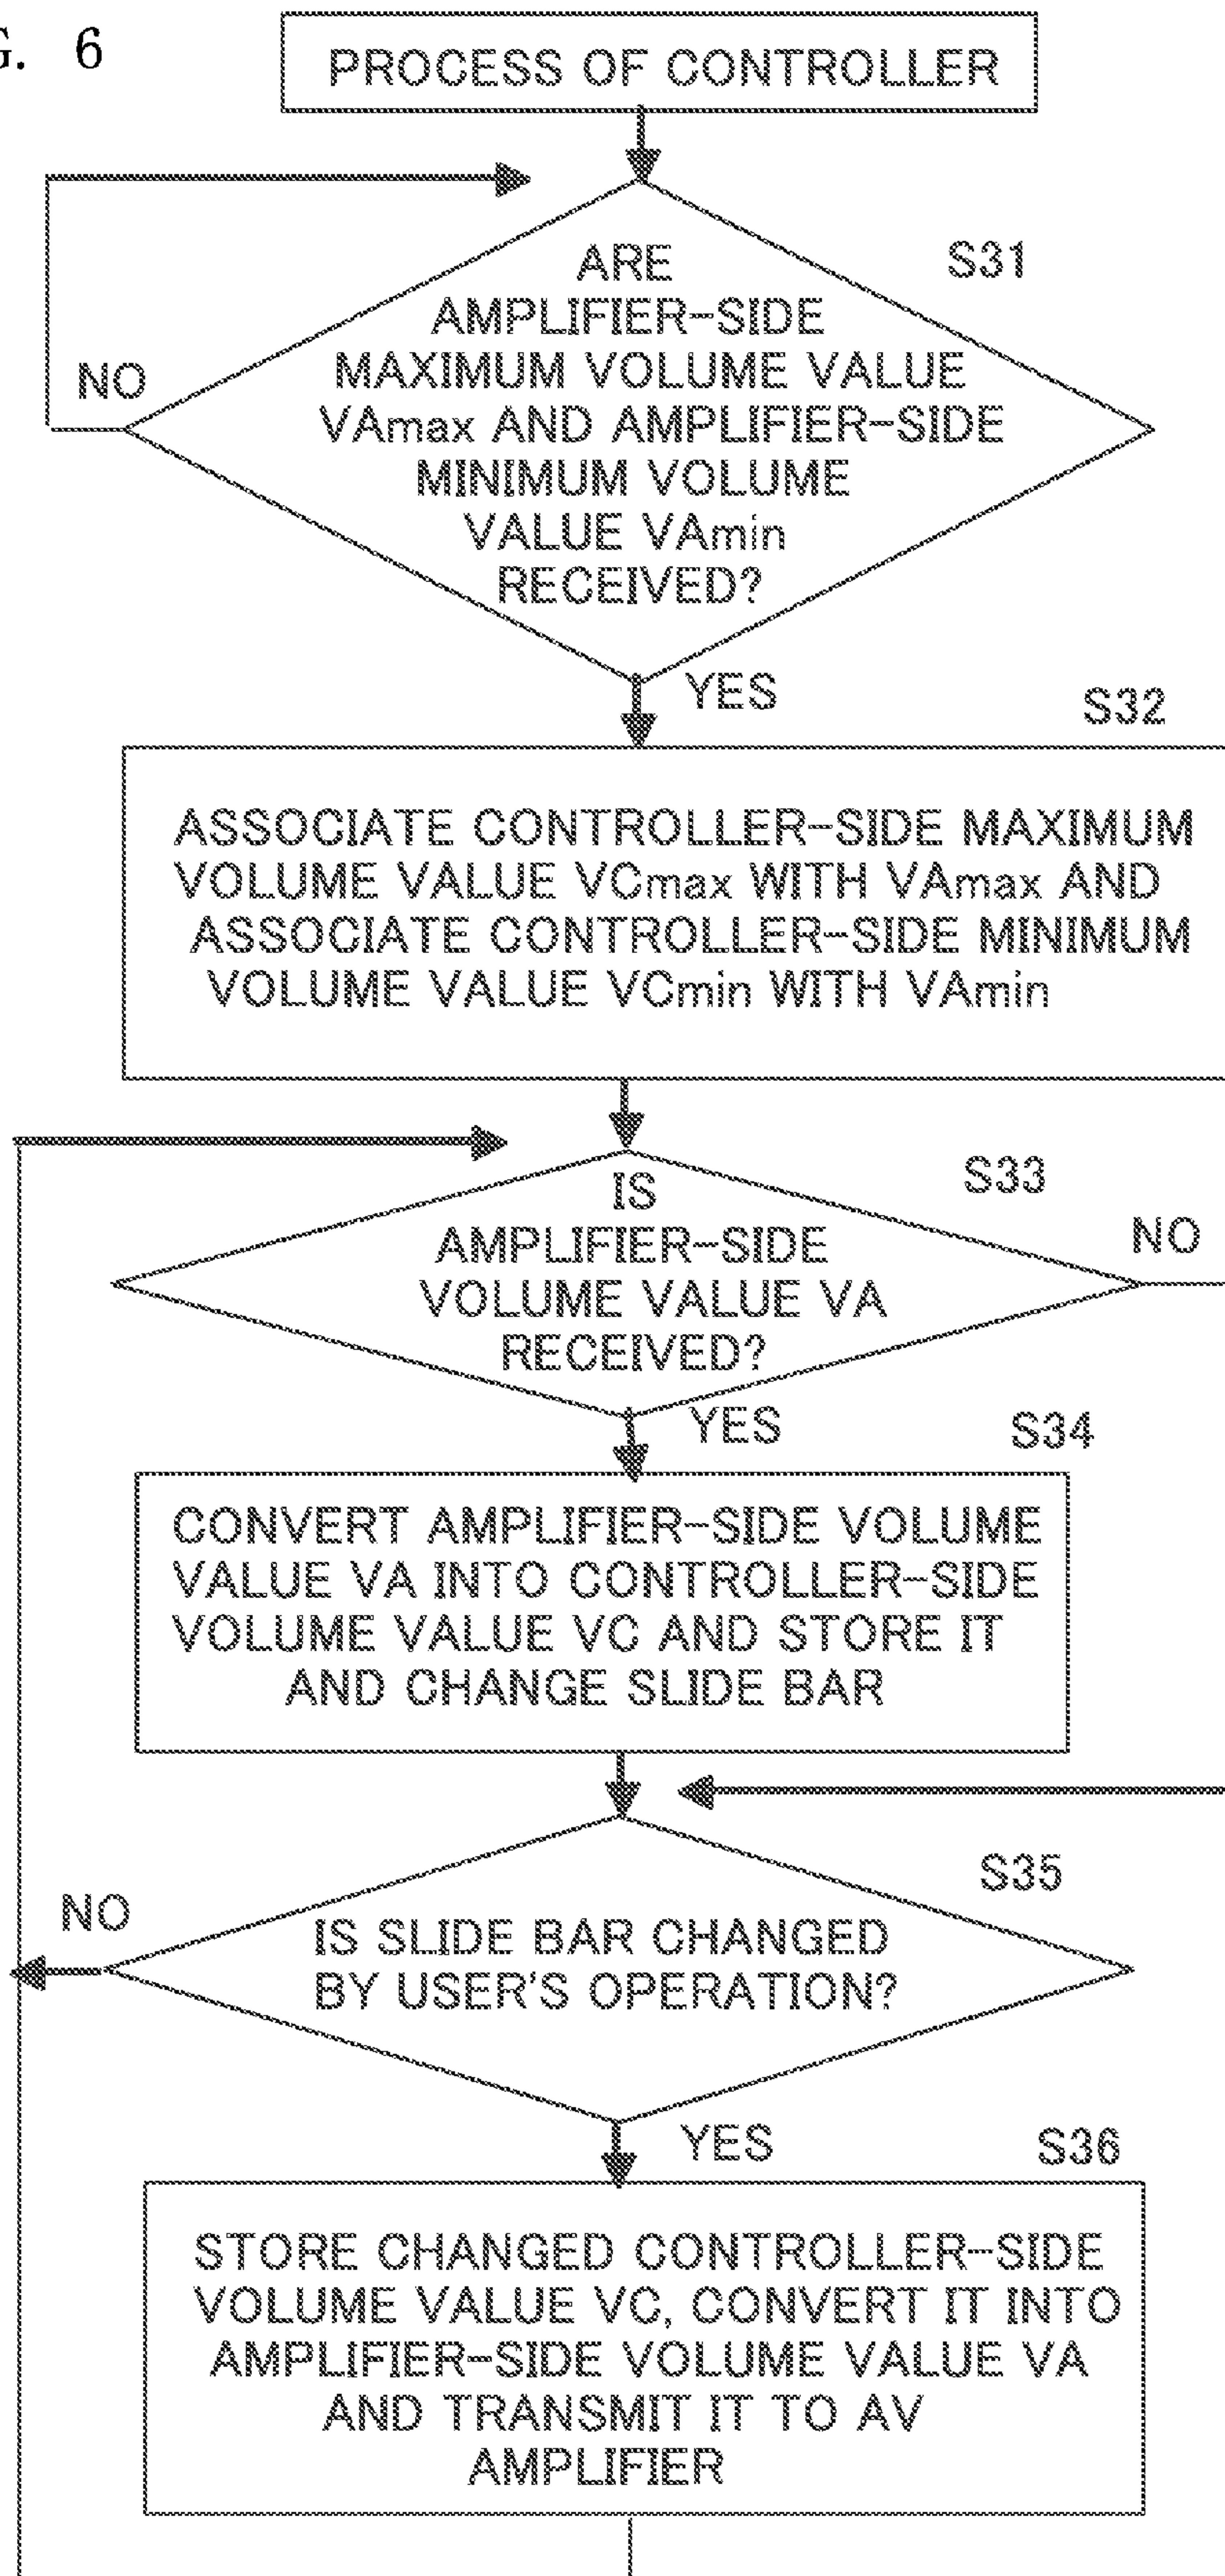 G. 6
PROCESS OF CONTROLLER
S31
ARE
AMPLIFIER-SIDE
MAXIMUM VOLUME VALUE
VAmax AND AMPLIFIER-SIDE
MINIMUM VOLUME
VALUE VAmin
RECEIVED?
NO
YES
S32
ASSOCIATE CONTROLLER-SIDE MAXIMUM
VOLUME VALUE VCmax WITH VAmax AND
ASSOCIATE CONTROLLER-SIDE MINIMUM
VOLUME VALUE VCmin WITH VAmin
S33
IS
AMPLIFIER-SIDE
VOLUME VALUE VA
RECEIVED?
NO
YES
S34
CONVERT AMPLIFIER-SIDE VOLUME
VALUE VA INTO CONTROLLER-SIDE
VOLUME VALUE VC AND STORE IT
AND CHANGE SLIDE BAR
S35
NO
IS SLIDE BAR CHANGED
BY USER'S OPERATION?
YES
S36
STORE CHANGED CONTROLLER-SIDE
VOLUME VALUE VC, CONVERT IT INTO
AMPLIFIER-SIDE VOLUME VALUE VA
AND TRANSMIT IT TO AV
AMPLIFIER